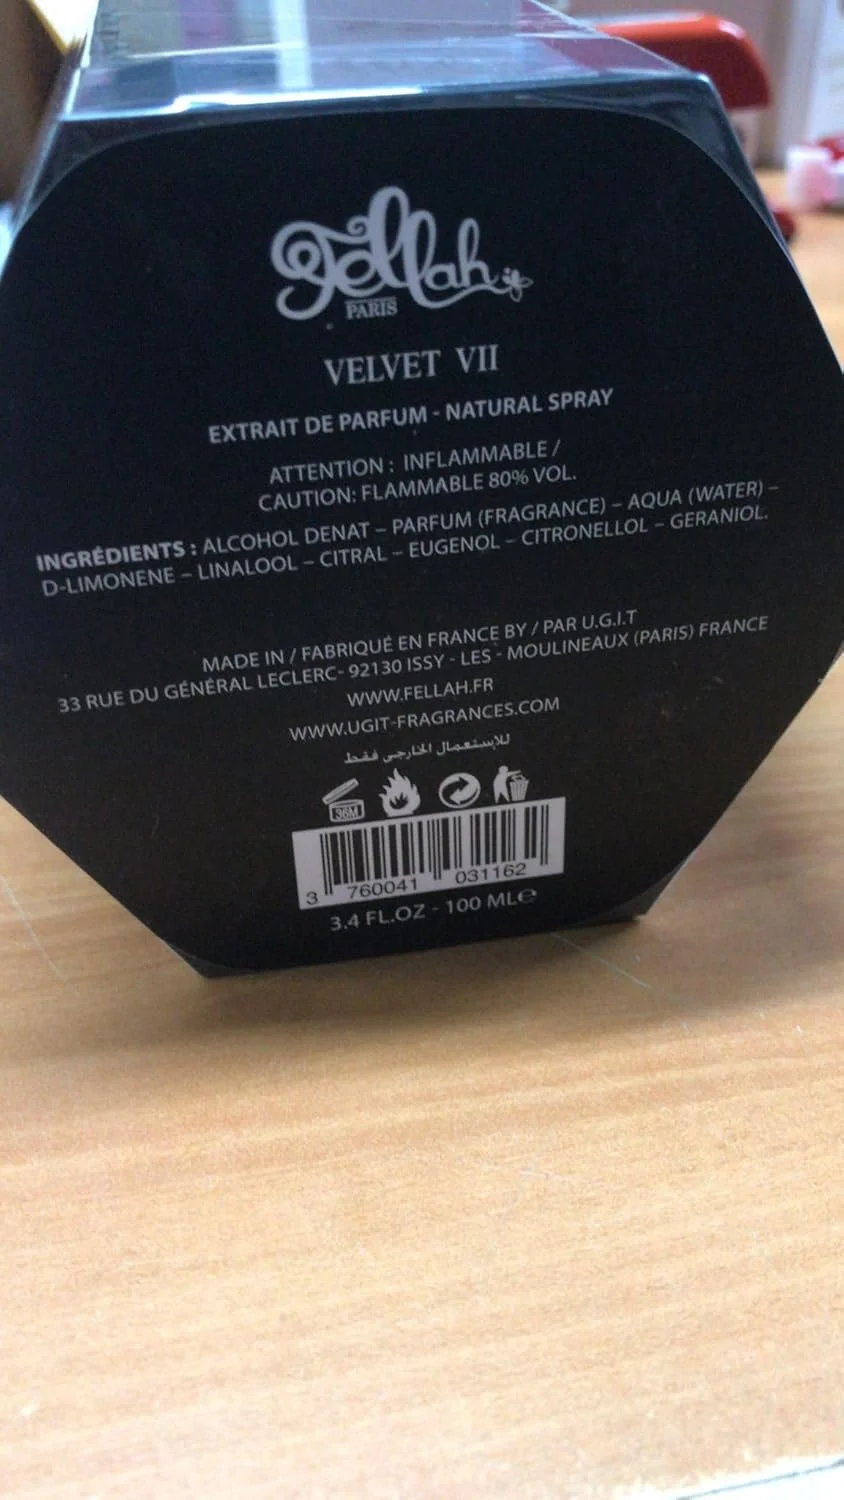 Fellah
PARIS
VELVET VII
EXTRAIT DE PARFUM - NATURAL SPRAY
ATTENTION : INFLAMMABLE /
CAUTION: FLAMMABLE 80% VOL.
INGRÉDIENTS : ALCOHOL DENAT – PARFUM (FRAGRANCE) – AQUA (WATER) –
D-LIMONENE – LINALOOL – CITRAL – EUGENOL – CITRONELLOL – GERANIOL.
MADE IN / FABRIQUÉ EN FRANCE BY / PAR U.G.I.T
33 RUE DU GÉNÉRAL LECLERC- 92130 ISSY - LES - MOULINEAUX (PARIS) FRANCE
WWW.FELLAH.FR
WWW.UGIT-FRAGRANCES.COM
للإستعمال الخارجي فقط
36M
3 760041 031162
3.4 FL.OZ - 100 ML℮